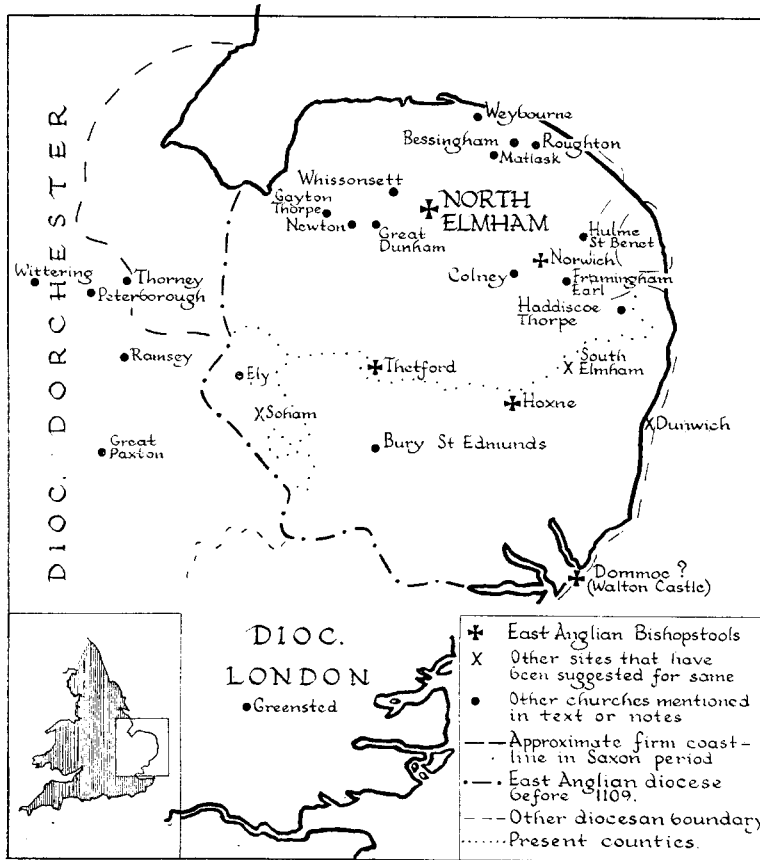 Weybourne
Bessingham
Roughton
Matlask
Whissonsett
Gayton
Thorpe
NORTH
ELMHAM
Newton
Great
Dunham
Hulme
St Benet
Norwich
Colney
Framingham
Earl
Haddiscoe
Thorpe
DIOC. DORCHESTER
Wittering
Thorney
Peterborough
Ramsey
Ely
Thetford
South
Elmham
Soham
Hoxne
Dunwich
Great
Paxton
Bury St Edmunds
Dommoc ?
(Walton Castle)
DIOC.
LONDON
Greensted
East Anglian Bishopstools
Other sites that have
been suggested for same
Other churches mentioned
in text or notes
Approximate firm coast-
line in Saxon period
East Anglian diocese
before 1109.
Other diocesan boundary
Present counties.